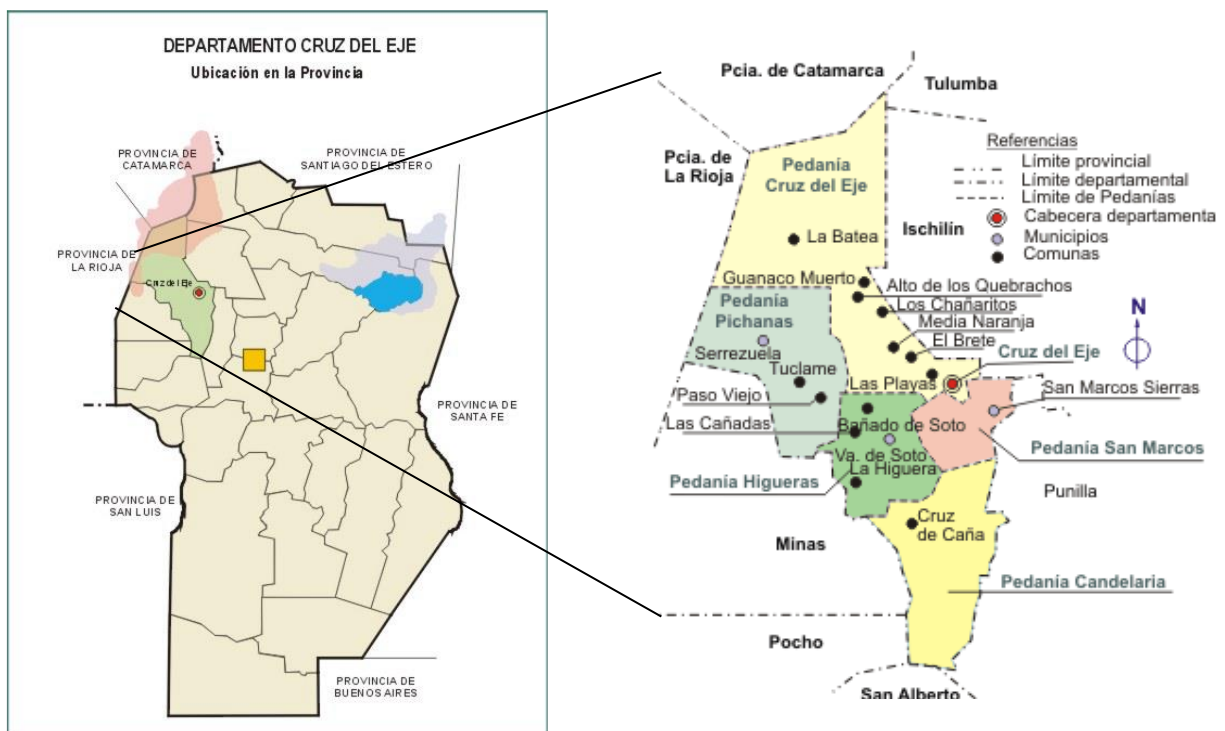 DEPARTAMENTO CRUZ DEL EJE
Ubicación en la Provincia
PROVINCIA DE
CATAMARCA
PROVINCIA DE
SANTIAGO DEL ESTERO
PROVINCIA DE
LA RIOJA
Cruz del Eje
PROVINCIA DE
SANTA FE
PROVINCIA DE
SAN LUIS
PROVINCIA DE
BUENOS AIRES
Pcia. de Catamarca
Tulumba
Pcia. de
La Rioja
Pedanía
Cruz del Eje
Referencias
Límite provincial
Límite departamental
Límite de Pedanías
Cabecera departamenta
Municipios
Comunas
Ischilín
La Batea
Guanaco Muerto
Alto de los Quebrachos
Los Chañaritos
Media Naranja
El Brete
Cruz del Eje
N
Pedanía
Pichanas
Serrezuela
Tuclame
Las Playas
San Marcos Sierras
Paso Viejo
Las Cañadas
Bañado de Soto
Va. de Soto
La Higuera
Pedanía San Marcos
Pedanía Higueras
Punilla
Minas
Cruz
de Caña
Pedanía Candelaria
Pocho
San Alberto